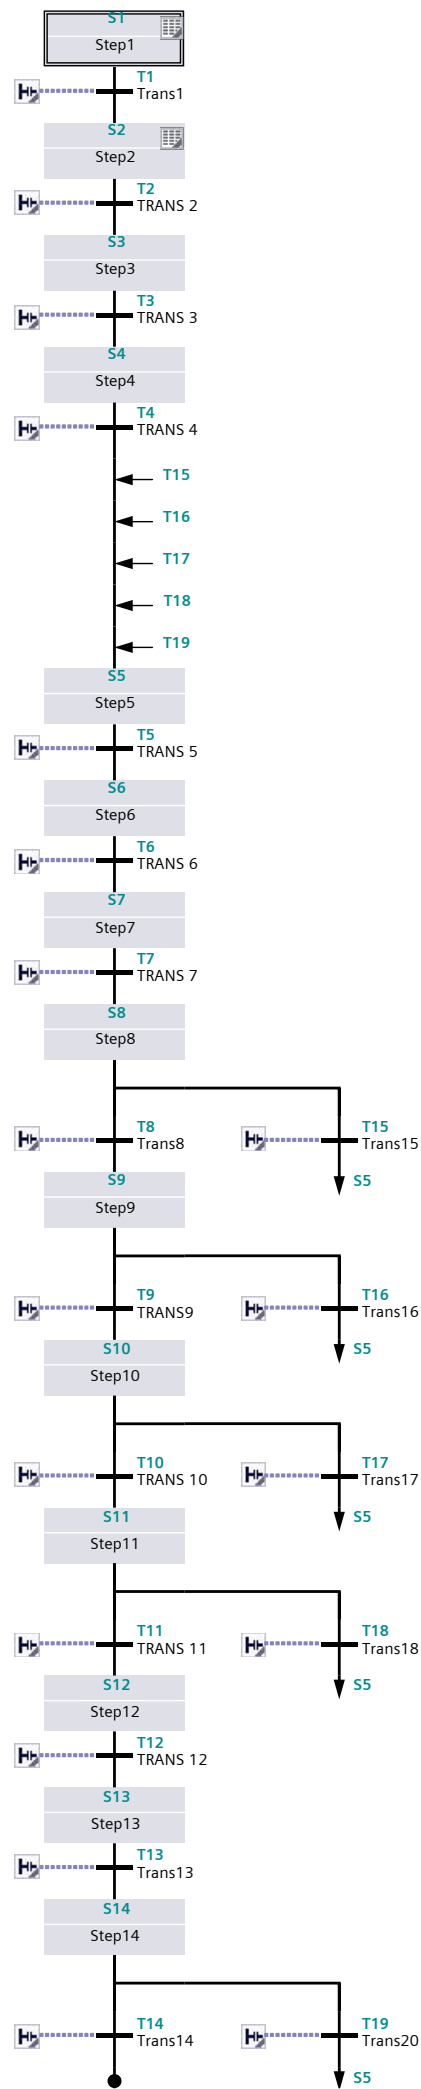 S1
Step1
T1
Trans1
S2
Step2
T2
TRANS 2
S3
Step3
T3
TRANS 3
S4
Step4
T4
TRANS 4
T15
T16
T17
T18
T19
S5
Step5
T5
TRANS 5
S6
Step6
T6
TRANS 6
S7
Step7
T7
TRANS 7
S8
Step8
T8 T15
Trans8 Trans15
S5
S9
Step9
T9 T16
TRANS9 Trans16
S10 S5
Step10
T10 T17
TRANS 10 Trans17
S11 S5
Step11
T11 T18
TRANS 11 Trans18
S12 S5
Step12
T12
TRANS 12
S13
Step13
T13
Trans13
S14
Step14
T14 T19
Trans14 Trans20
S5